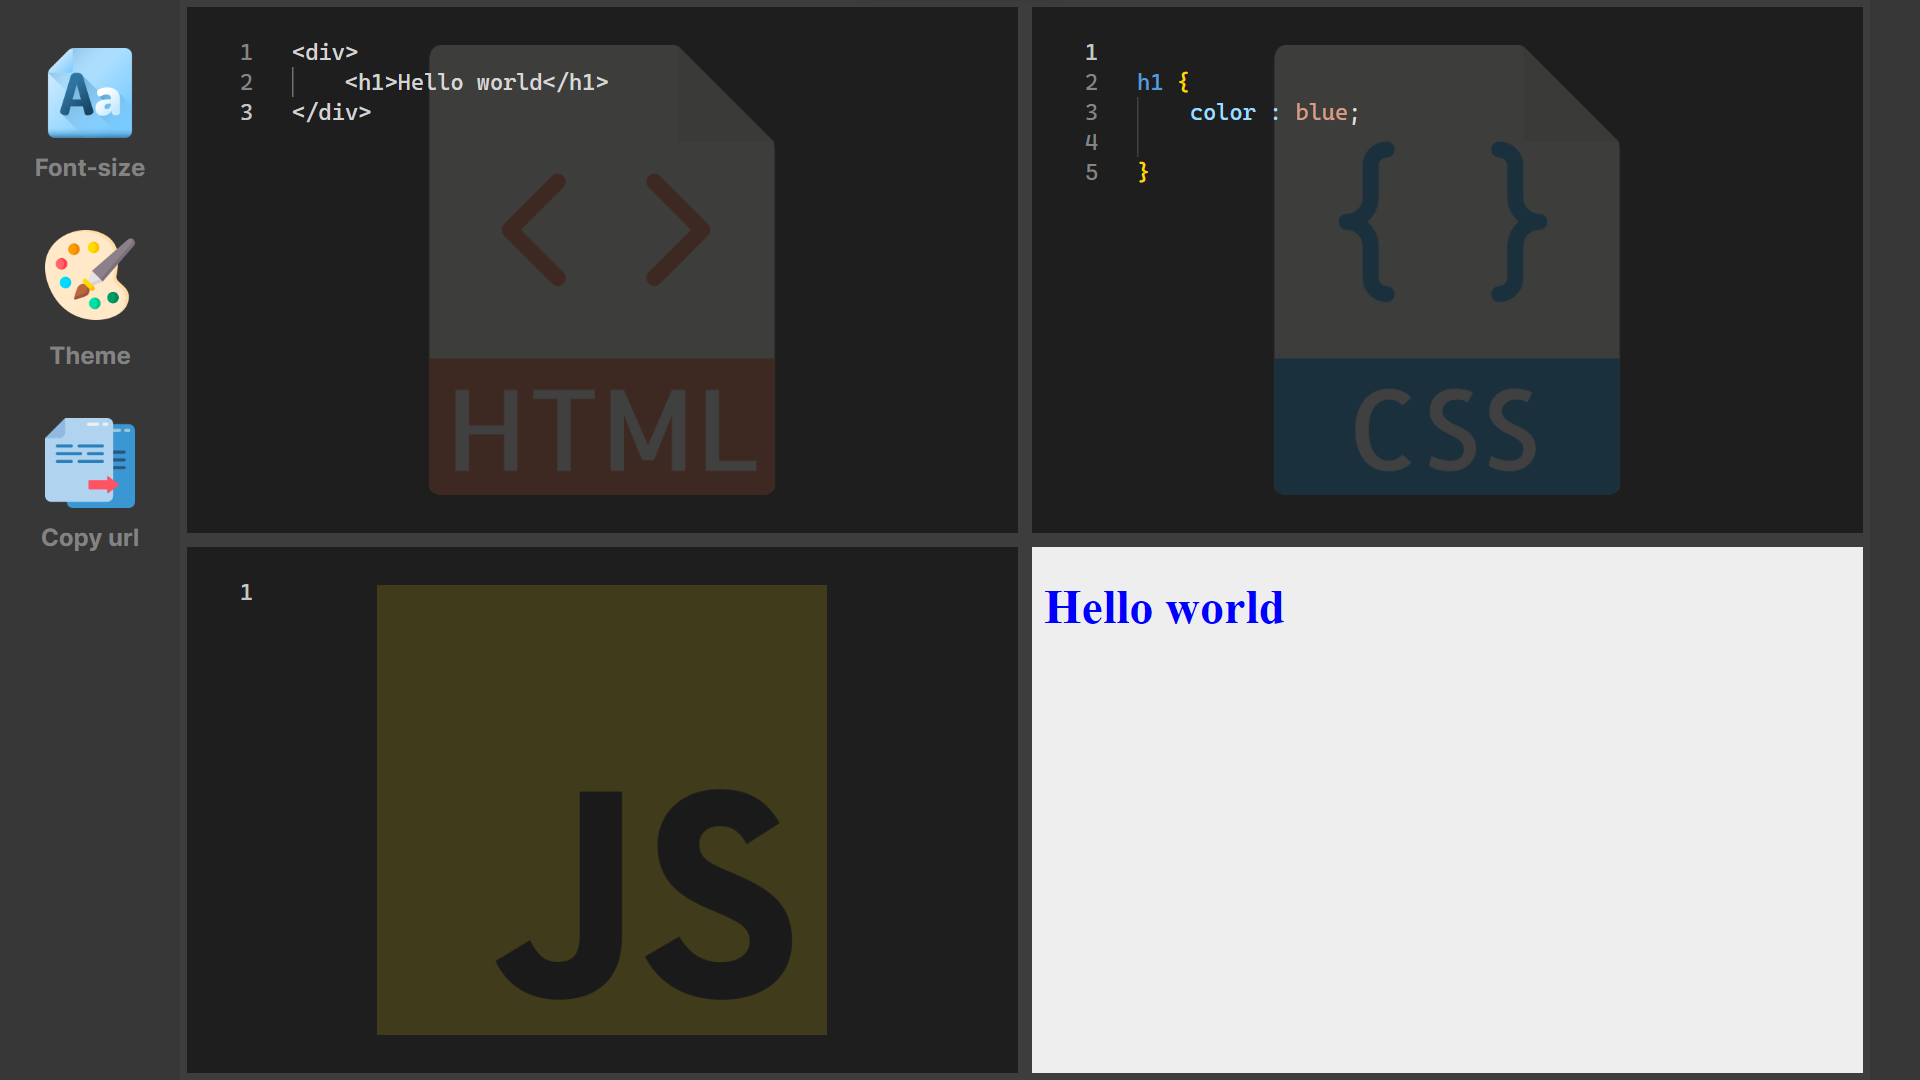 Aa
Font-size
Theme
Copy url
1 <div>
2     <h1>Hello world</h1>
3 </div>
< >
HTML
1
2 h1 {
3     color : blue;
4
5 }
{ }
CSS
1
JS
Hello world